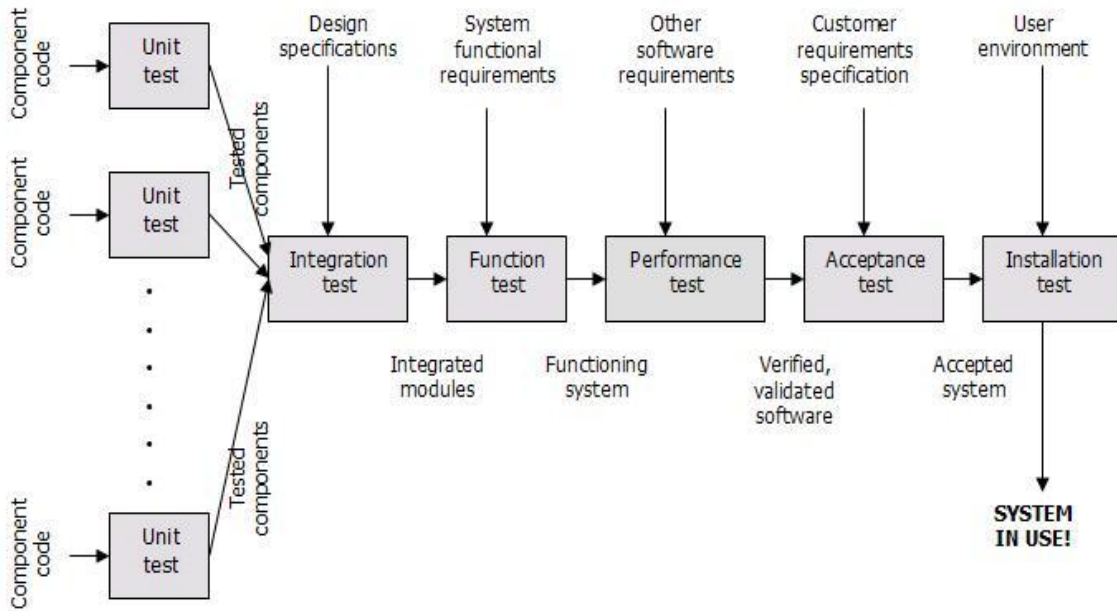 Component
code
Unit
test
Design
specifications
System
functional
requirements
Other
software
requirements
Customer
requirements
specification
User
environment
Tested
components
Component
code
Unit
test
Integration
test
Function
test
Performance
test
Acceptance
test
Installation
test
Integrated
modules
Functioning
system
Verified,
validated
software
Accepted
system
Tested
components
Component
code
Unit
test
SYSTEM
IN USE!